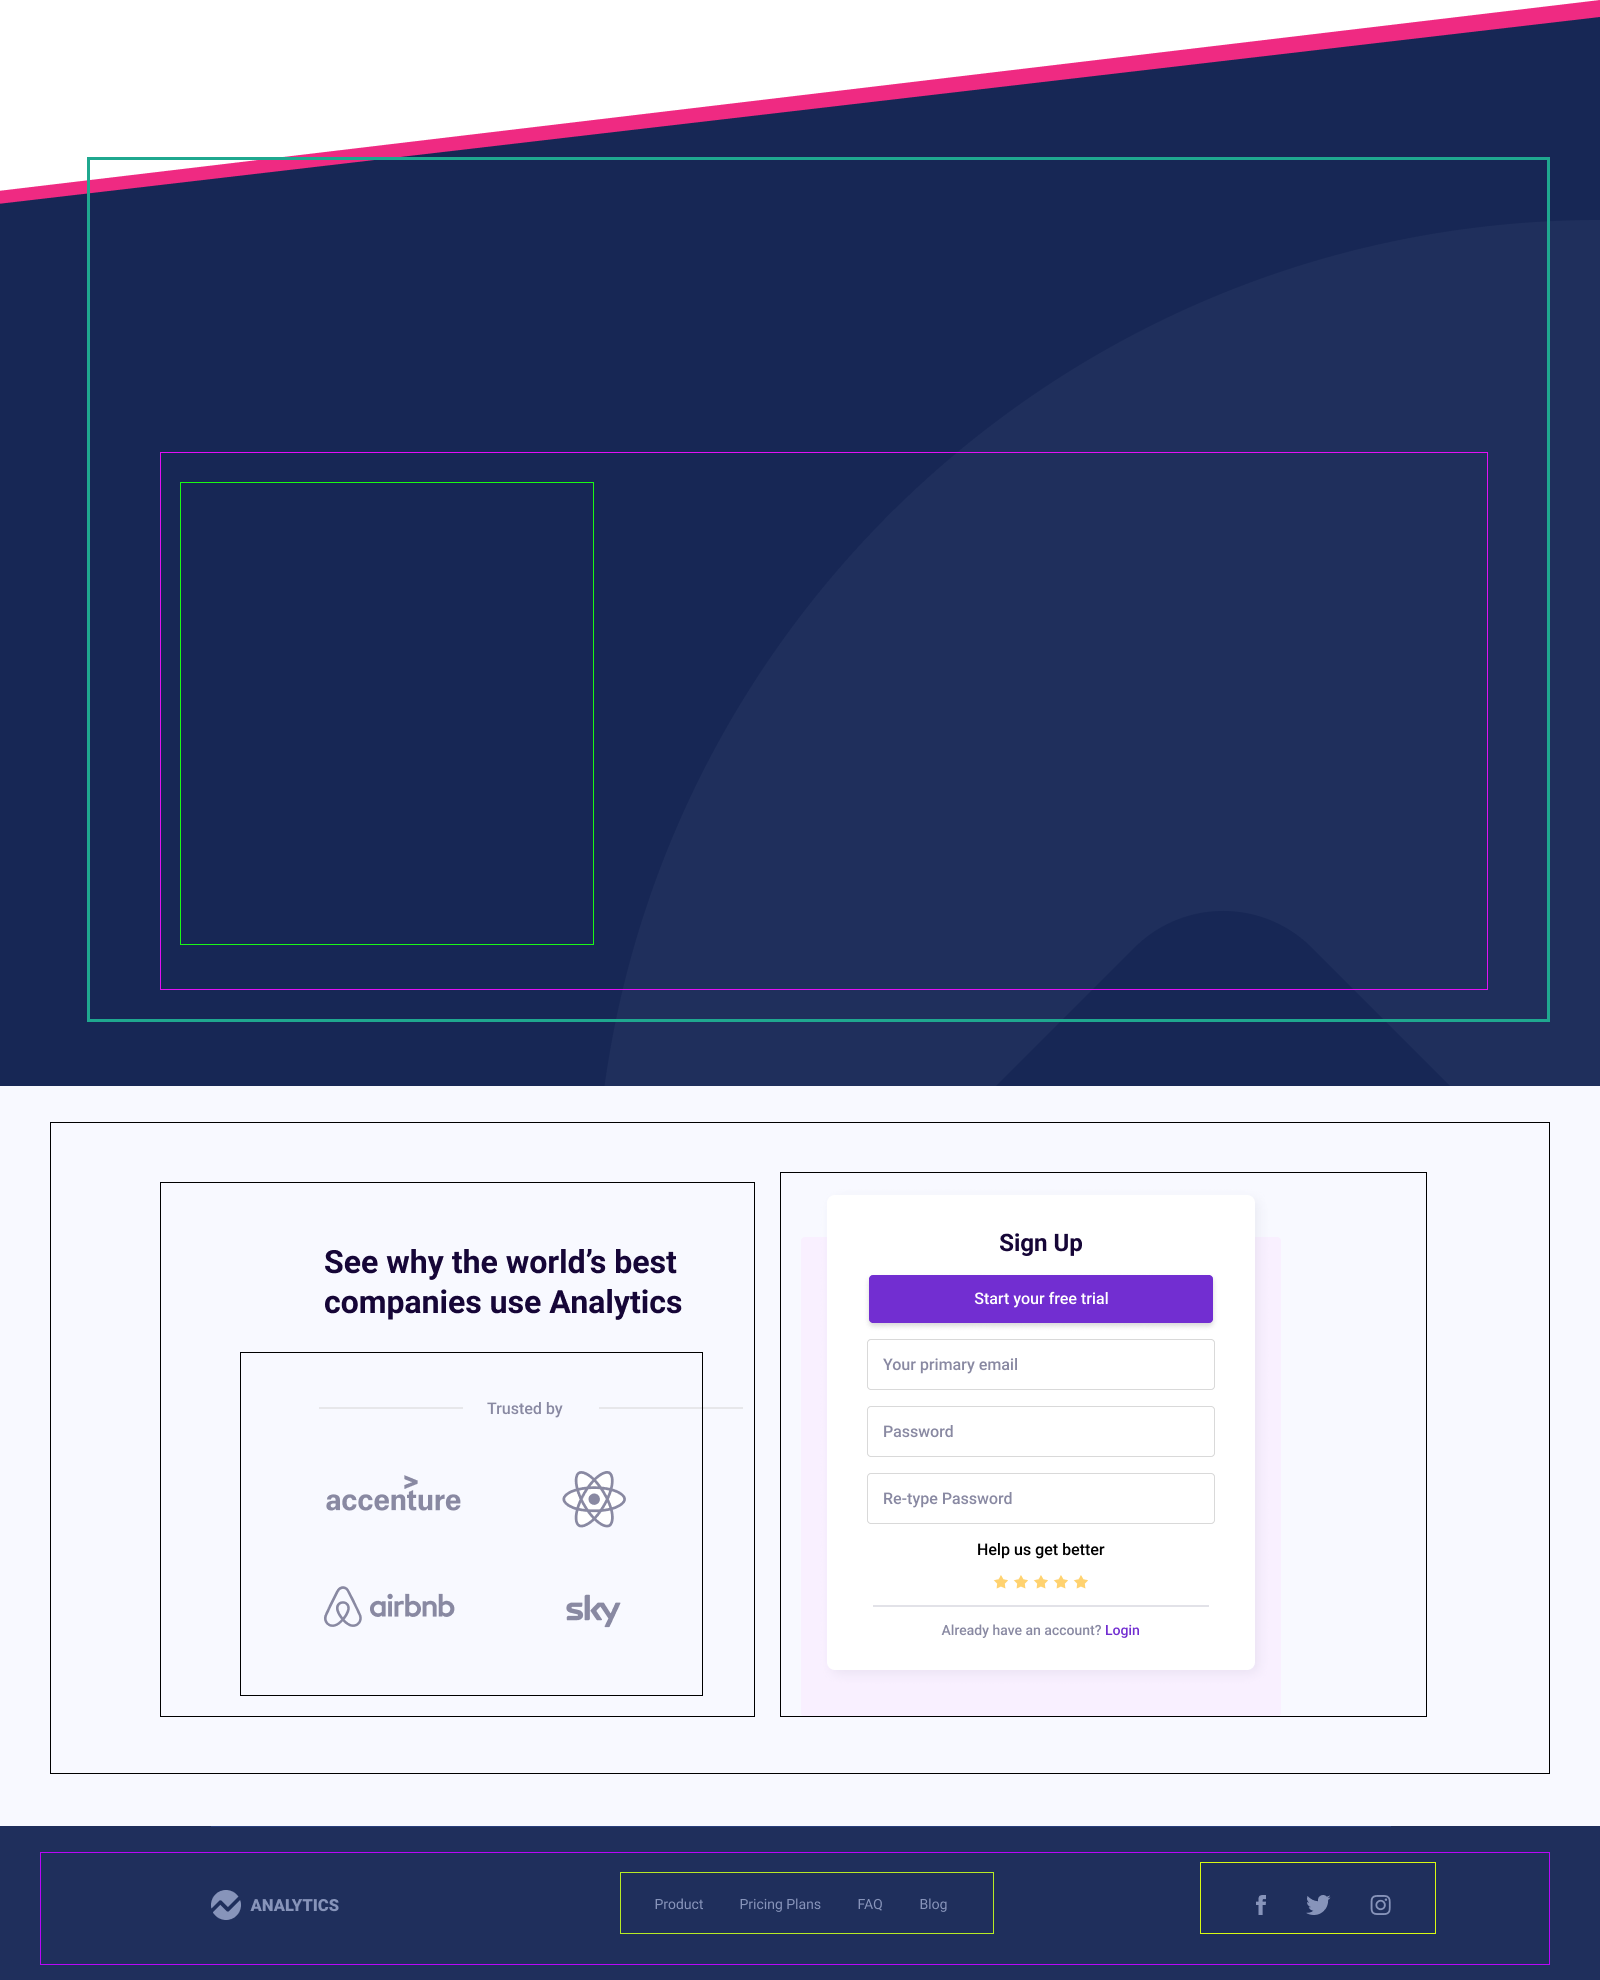 See why the world’s best
companies use Analytics
Trusted by
accenture
airbnb
sky
Sign Up
Start your free trial
Your primary email
Password
Re-type Password
Help us get better
Already have an account? Login
ANALYTICS
Product Pricing Plans FAQ Blog